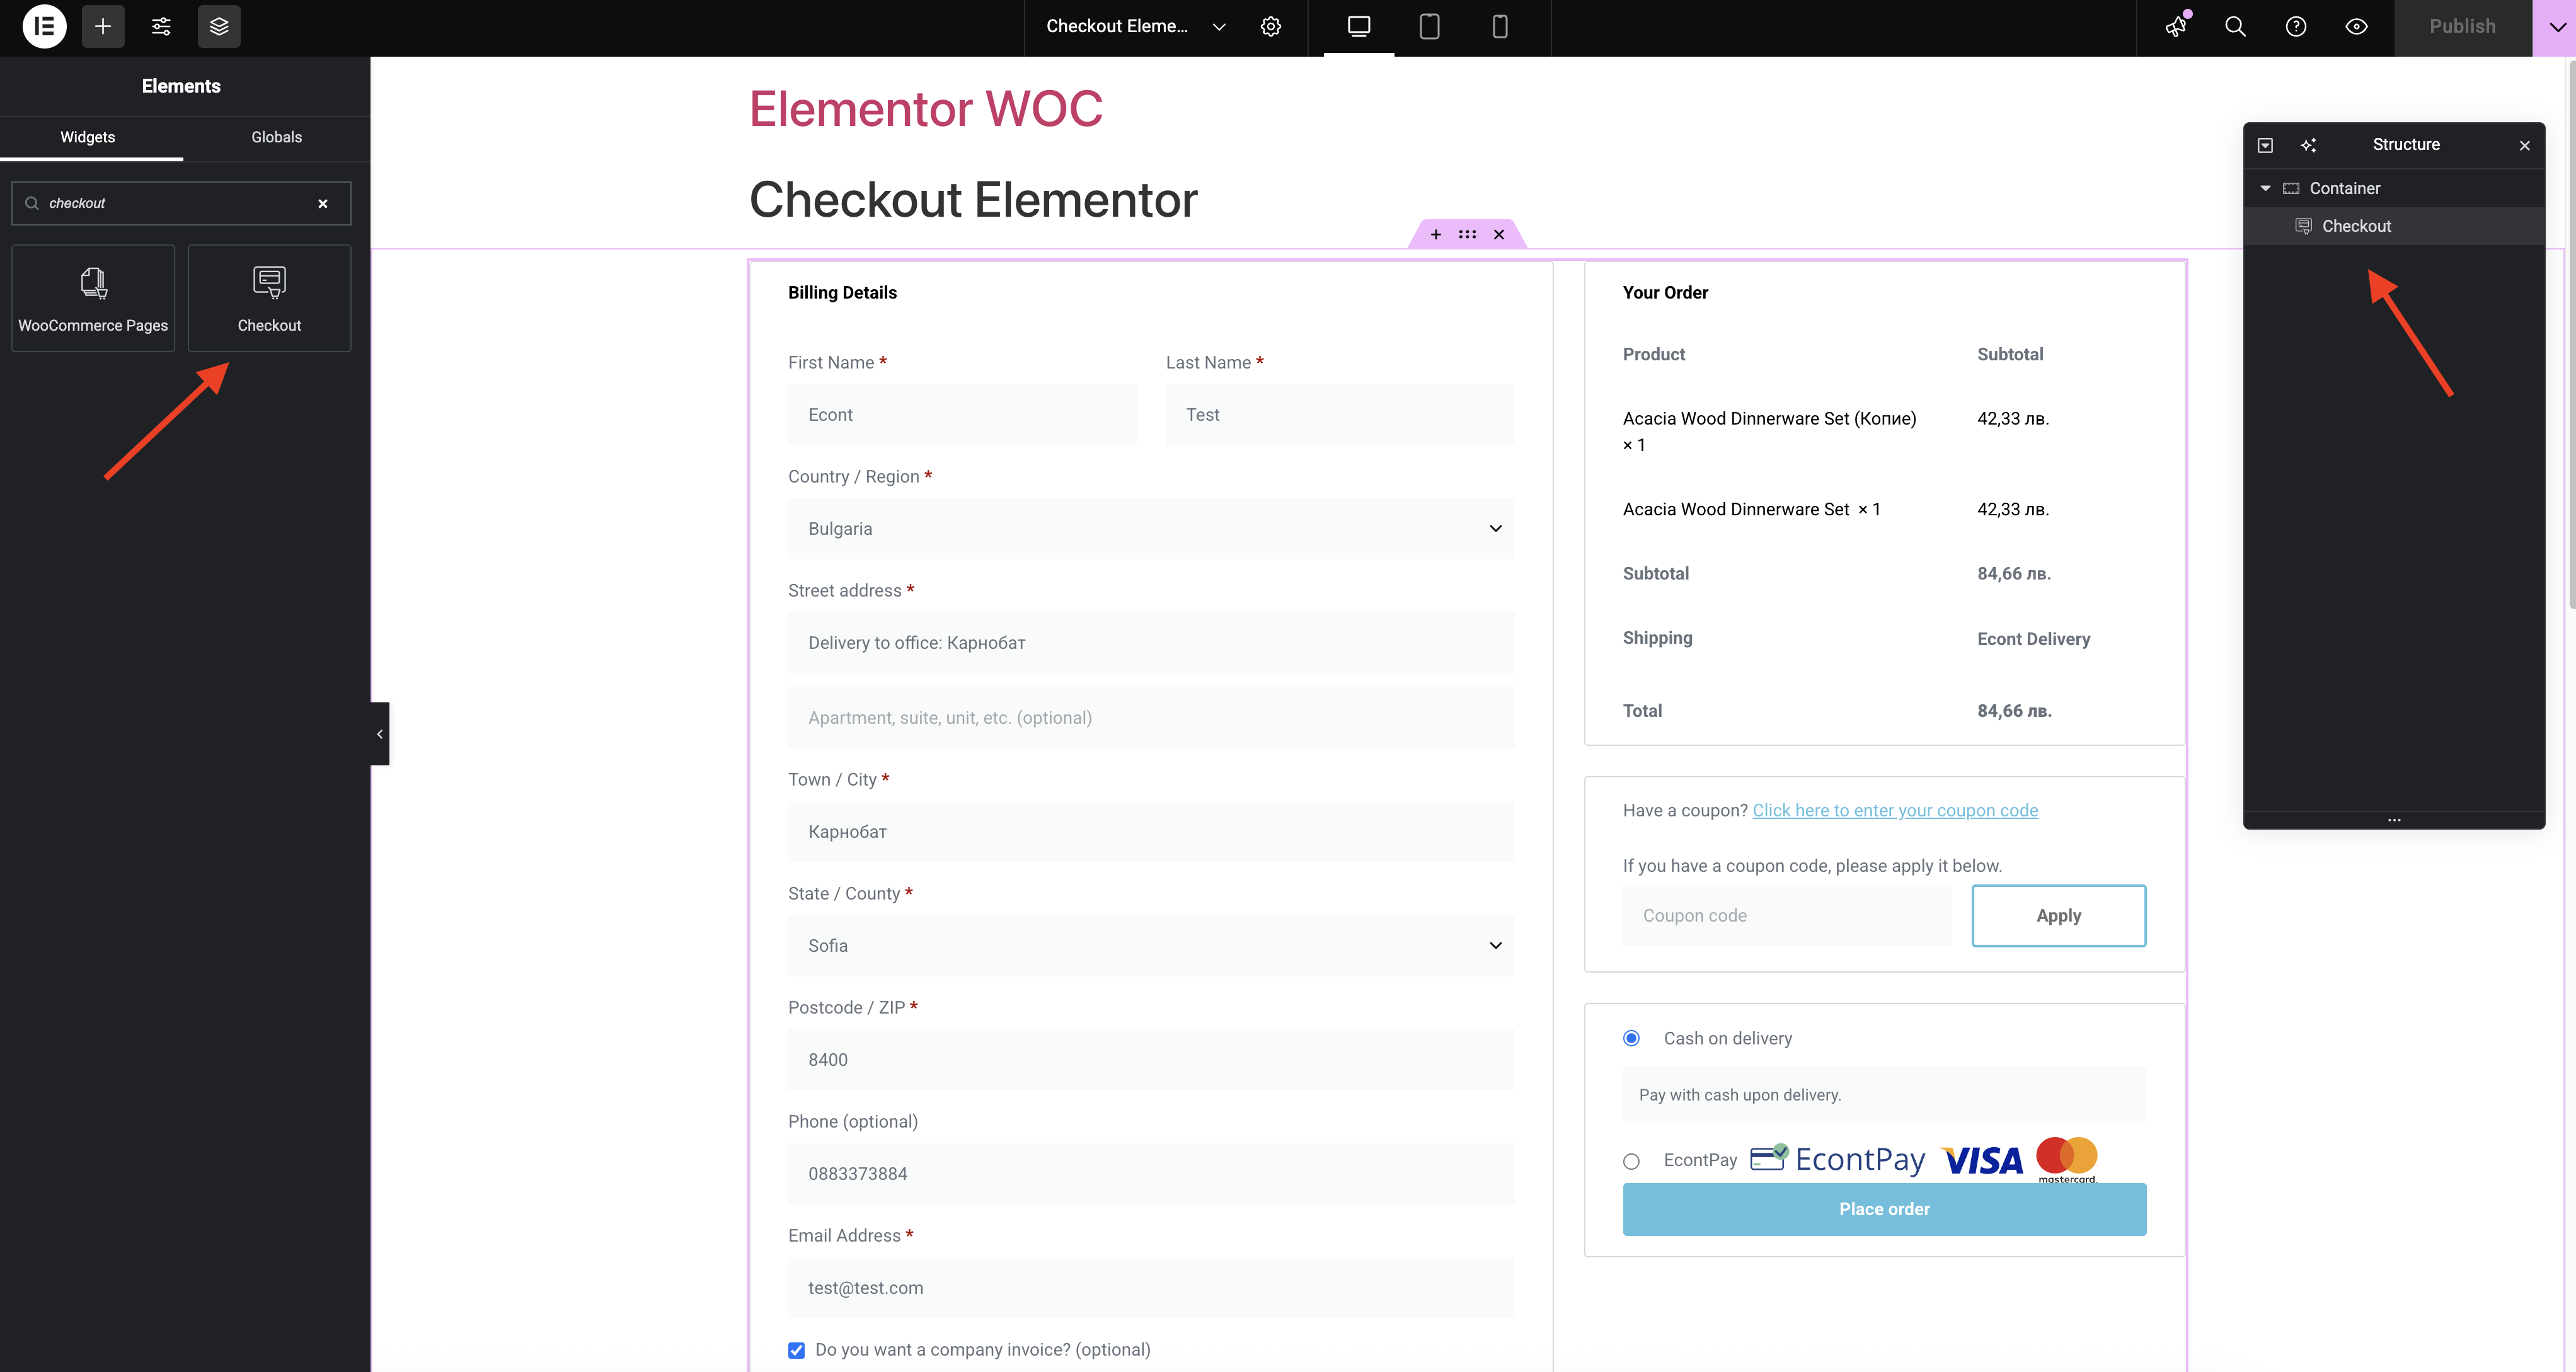 Checkout Eleme...
Publish
Elements
Widgets
Globals
checkout
WooCommerce Pages
Checkout
Elementor WOC
Checkout Elementor
Billing Details
First Name *
Last Name *
Econt
Test
Country / Region *
Bulgaria
Street address *
Delivery to office: Карнобат
Apartment, suite, unit, etc. (optional)
Town / City *
Карнобат
State / County *
Sofia
Postcode / ZIP *
8400
Phone (optional)
0883373884
Email Address *
test@test.com
Do you want a company invoice? (optional)
Your Order
Product
Subtotal
Acacia Wood Dinnerware Set (Копие)
× 1
42,33 лв.
Acacia Wood Dinnerware Set × 1
42,33 лв.
Subtotal
84,66 лв.
Shipping
Econt Delivery
Total
84,66 лв.
Have a coupon? Click here to enter your coupon code
If you have a coupon code, please apply it below.
Coupon code
Apply
Cash on delivery
Pay with cash upon delivery.
EcontPay
EcontPay
VISA
mastercard.
Place order
Structure
Container
Checkout